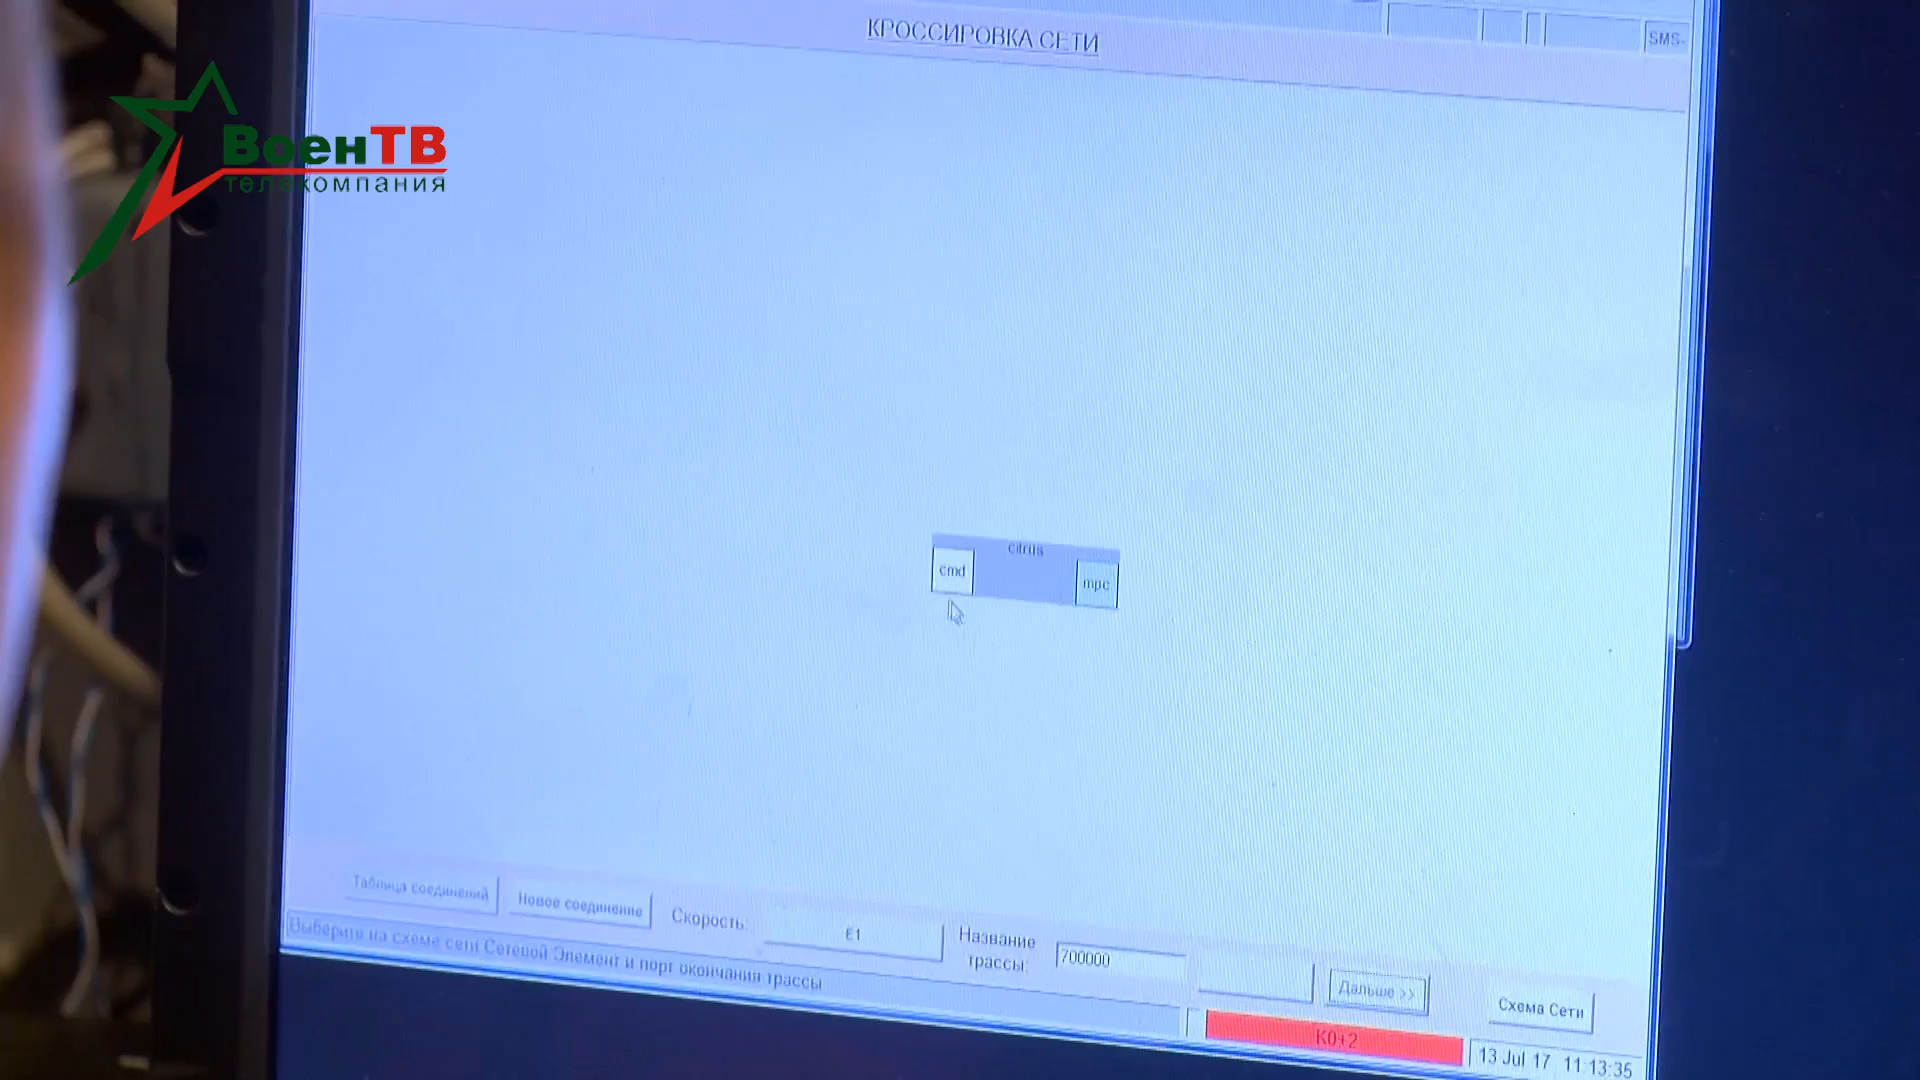 КРОССИРОВКА СЕТИ
SMS-
ВоенТВ
телекомпания
citrus
cmd
mpc
Таблица соединений
Новое соединение
Скорость:
E1
Название
трассы:
700000
Дальше >>
Схема Сети
Выберите на схеме сети Сетевой Элемент и порт окончания трассы
K0+2
13 Jul 17 11:13:35